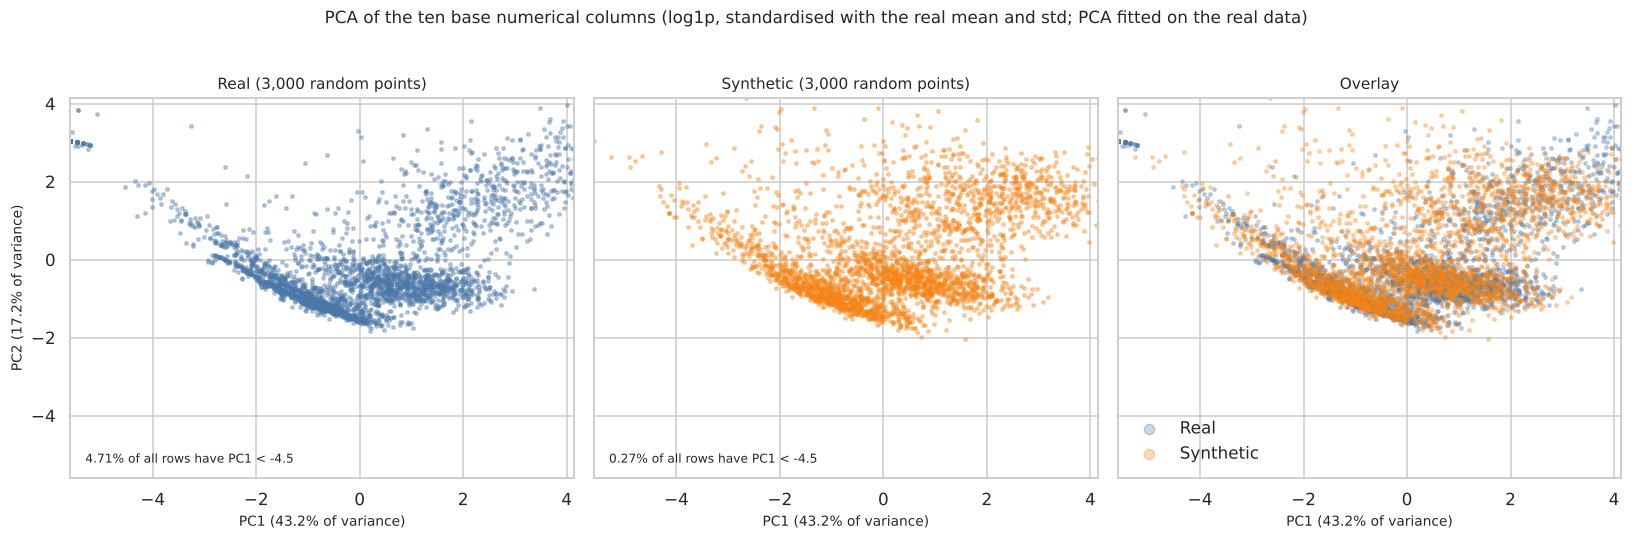 PCA of the ten base numerical columns (log1p, standardised with the real mean and std; PCA fitted on the real data)
Real (3,000 random points)
Synthetic (3,000 random points)
Overlay
4
2
0
−2
−4
PC2 (17.2% of variance)
4.71% of all rows have PC1 < -4.5
0.27% of all rows have PC1 < -4.5
Real
Synthetic
−4 −2 0 2 4
−4 −2 0 2 4
−4 −2 0 2 4
PC1 (43.2% of variance)
PC1 (43.2% of variance)
PC1 (43.2% of variance)